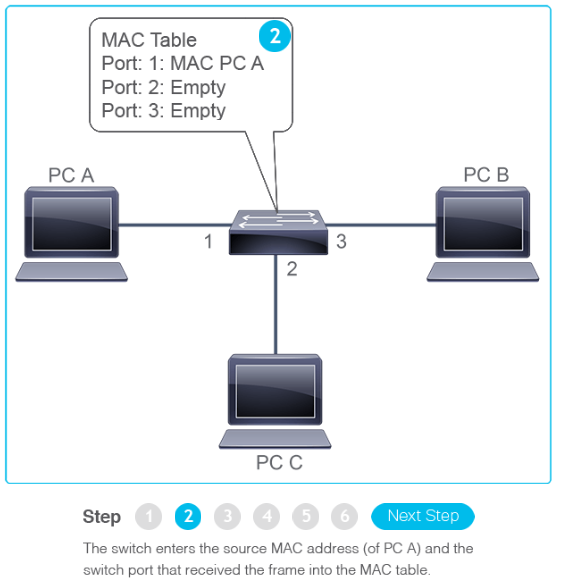 MAC Table
2
Port: 1: MAC PC A
Port: 2: Empty
Port: 3: Empty
PC A
PC B
1
3
2
PC C
Step 1 2 3 4 5 6 Next Step
The switch enters the source MAC address (of PC A) and the
switch port that received the frame into the MAC table.